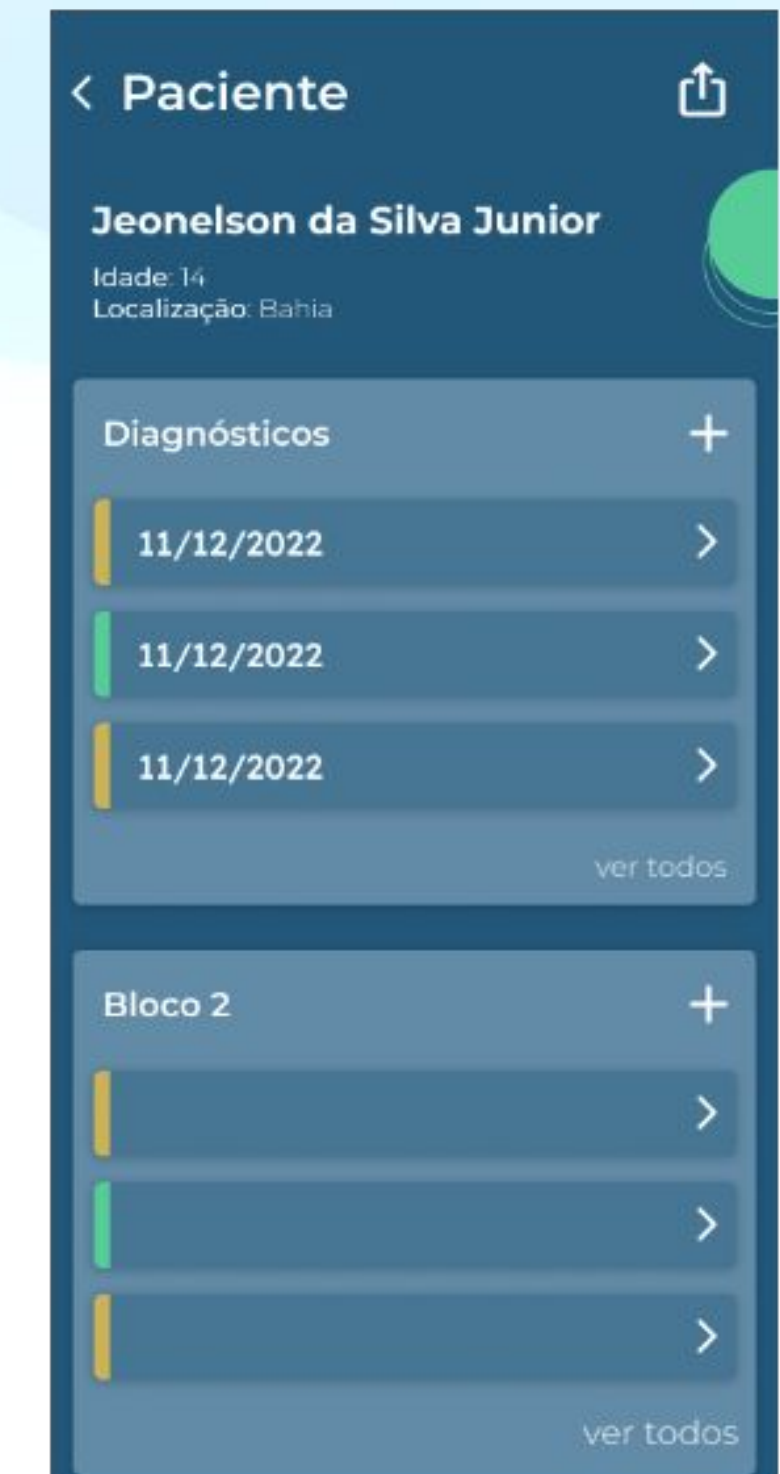 Paciente
Jeonelson da Silva Junior
Idade: 14
Localização: Bahia
Diagnósticos
11/12/2022
11/12/2022
11/12/2022
ver todos
Bloco 2
ver todos